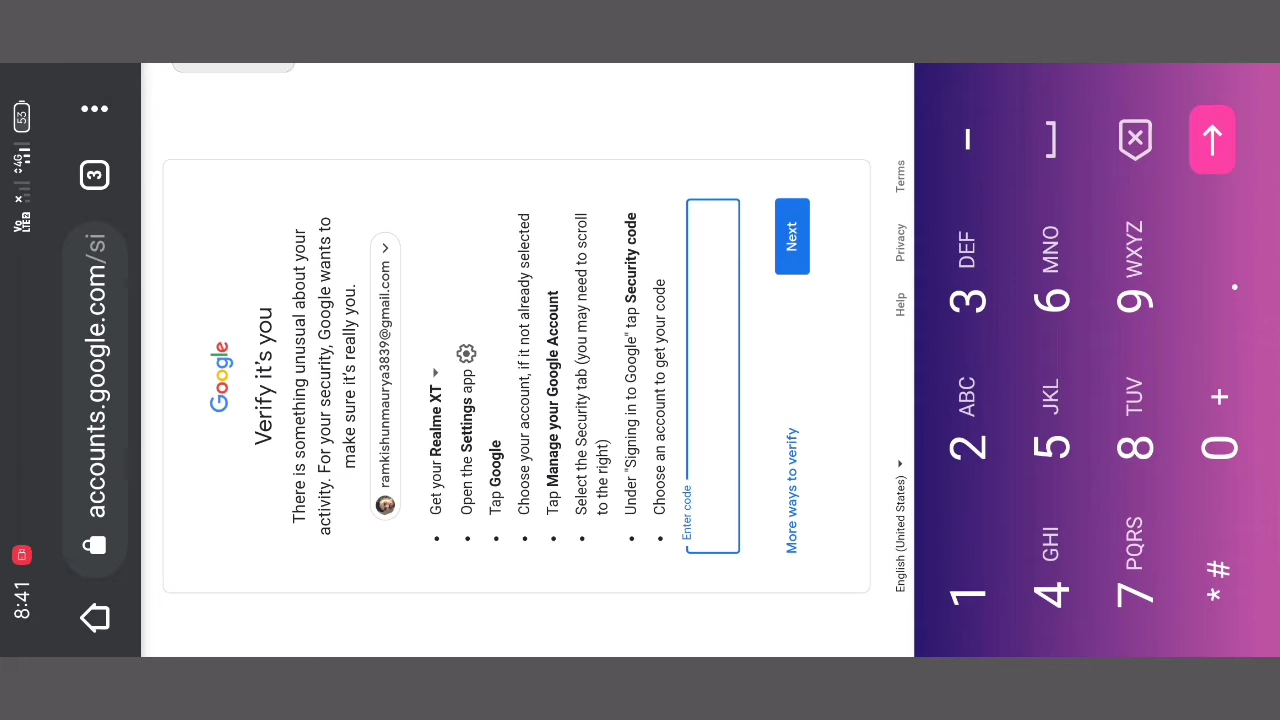 8:41
Vo LTE2
4G
53
accounts.google.com/si
3
Google
Verify it's you
There is something unusual about your
activity. For your security, Google wants to
make sure it's really you.
ramkishunmaurya3839@gmail.com
Get your Realme XT
Open the Settings app
Tap Google
Choose your account, if it not already selected
Tap Manage your Google Account
Select the Security tab (you may need to scroll
to the right)
Under "Signing in to Google" tap Security code
Choose an account to get your code
Enter code
More ways to verify
Next
English (United States)
Help
Privacy
Terms
1
2 ABC
3 DEF
–
4 GHI
5 JKL
6 MNO
7 PQRS
8 TUV
9 WXYZ
* #
0 +
.